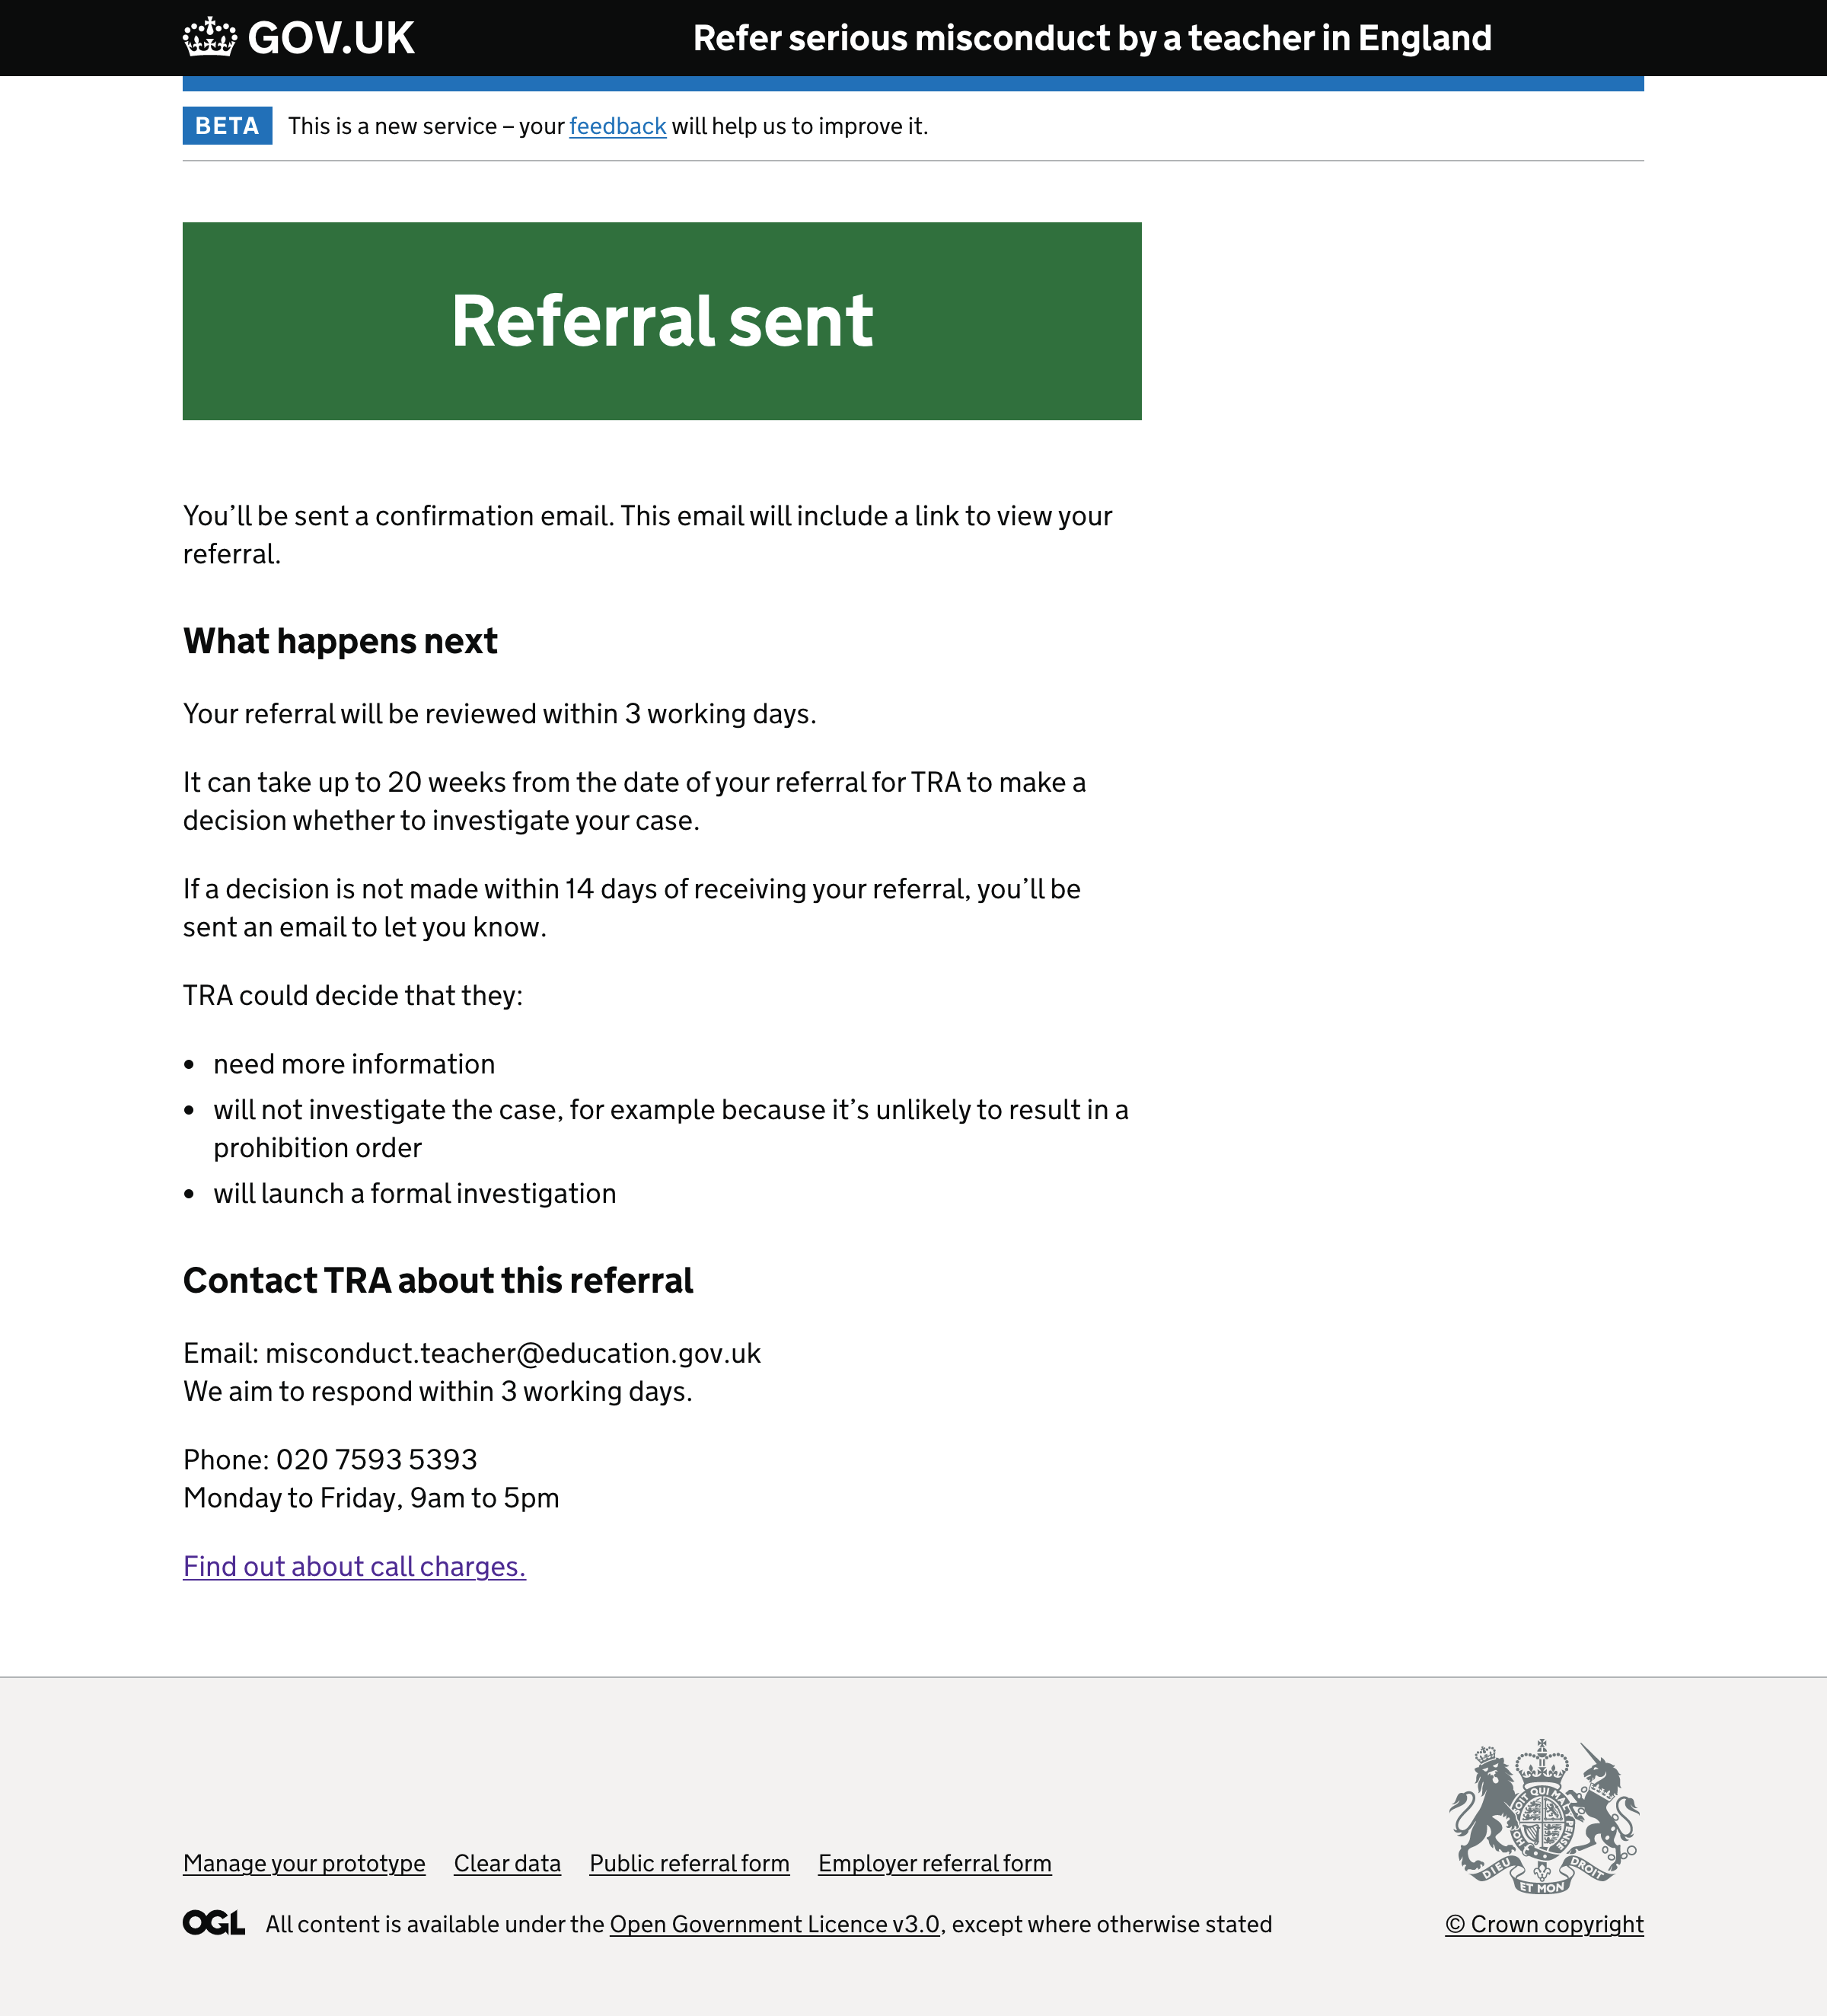 GOV.UK
Refer serious misconduct by a teacher in England
BETA
This is a new service – your feedback will help us to improve it.
Referral sent
You’ll be sent a confirmation email. This email will include a link to view your
referral.
What happens next
Your referral will be reviewed within 3 working days.
It can take up to 20 weeks from the date of your referral for TRA to make a
decision whether to investigate your case.
If a decision is not made within 14 days of receiving your referral, you’ll be
sent an email to let you know.
TRA could decide that they:
• need more information
• will not investigate the case, for example because it’s unlikely to result in a
prohibition order
• will launch a formal investigation
Contact TRA about this referral
Email: misconduct.teacher@education.gov.uk
We aim to respond within 3 working days.
Phone: 020 7593 5393
Monday to Friday, 9am to 5pm
Find out about call charges.
Manage your prototype
Clear data
Public referral form
Employer referral form
OGL
All content is available under the Open Government Licence v3.0, except where otherwise stated
DIEU ET MON DROIT
© Crown copyright